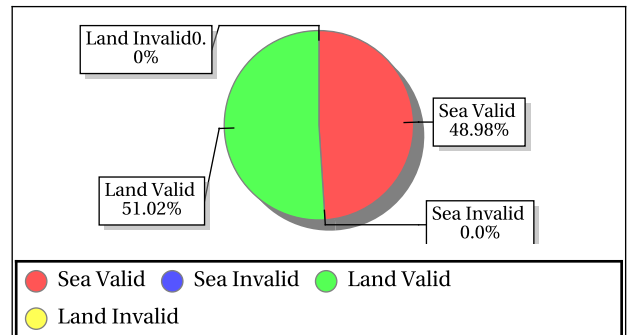 Land Invalid0.
0%
Sea Valid
48.98%
Land Valid
51.02%
Sea Invalid
0.0%
Sea Valid Sea Invalid Land Valid
Land Invalid